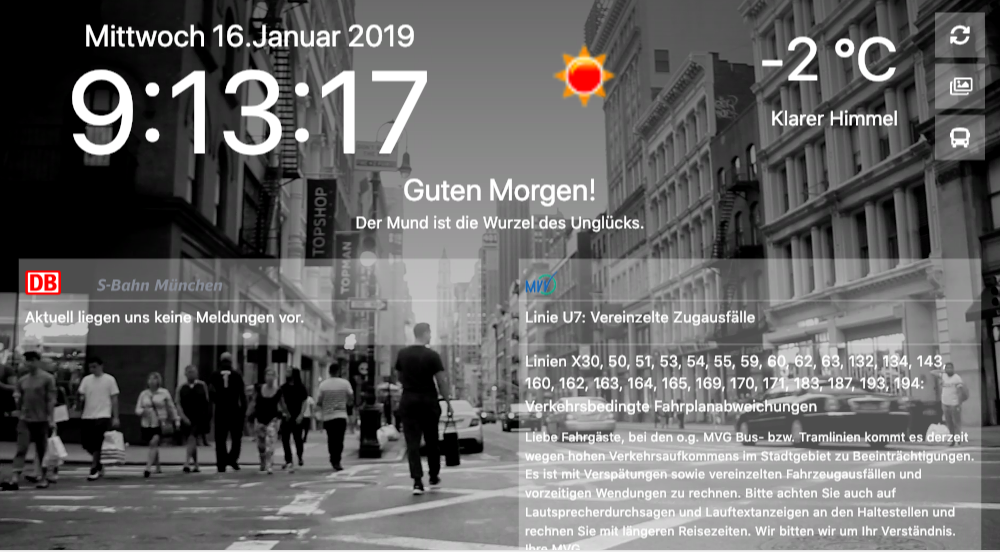 Mittwoch 16.Januar 2019
9:13:17
-2 °C
Klarer Himmel
Guten Morgen!
Der Mund ist die Wurzel des Unglücks.
TOPSHOP
TOPMAN
DB S-Bahn München
Aktuell liegen uns keine Meldungen vor.
MVG
Linie U7: Vereinzelte Zugausfälle
Linien X30, 50, 51, 53, 54, 55, 59, 60, 62, 63, 132, 134, 143,
160, 162, 163, 164, 165, 169, 170, 171, 183, 187, 193, 194:
Verkehrsbedingte Fahrplanabweichungen
Liebe Fahrgäste, bei den o.g. MVG Bus- bzw. Tramlinien kommt es derzeit
wegen hohen Verkehrsaufkommens im Stadtgebiet zu Beeinträchtigungen.
Es ist mit Verspätungen sowie vereinzelten Fahrzeugausfällen und
vorzeitigen Wendungen zu rechnen. Bitte achten Sie auch auf
Lautsprecherdurchsagen und Lauftextanzeigen an den Haltestellen und
rechnen Sie mit längeren Reisezeiten. Wir bitten wir um Ihr Verständnis.
Ihre MVG